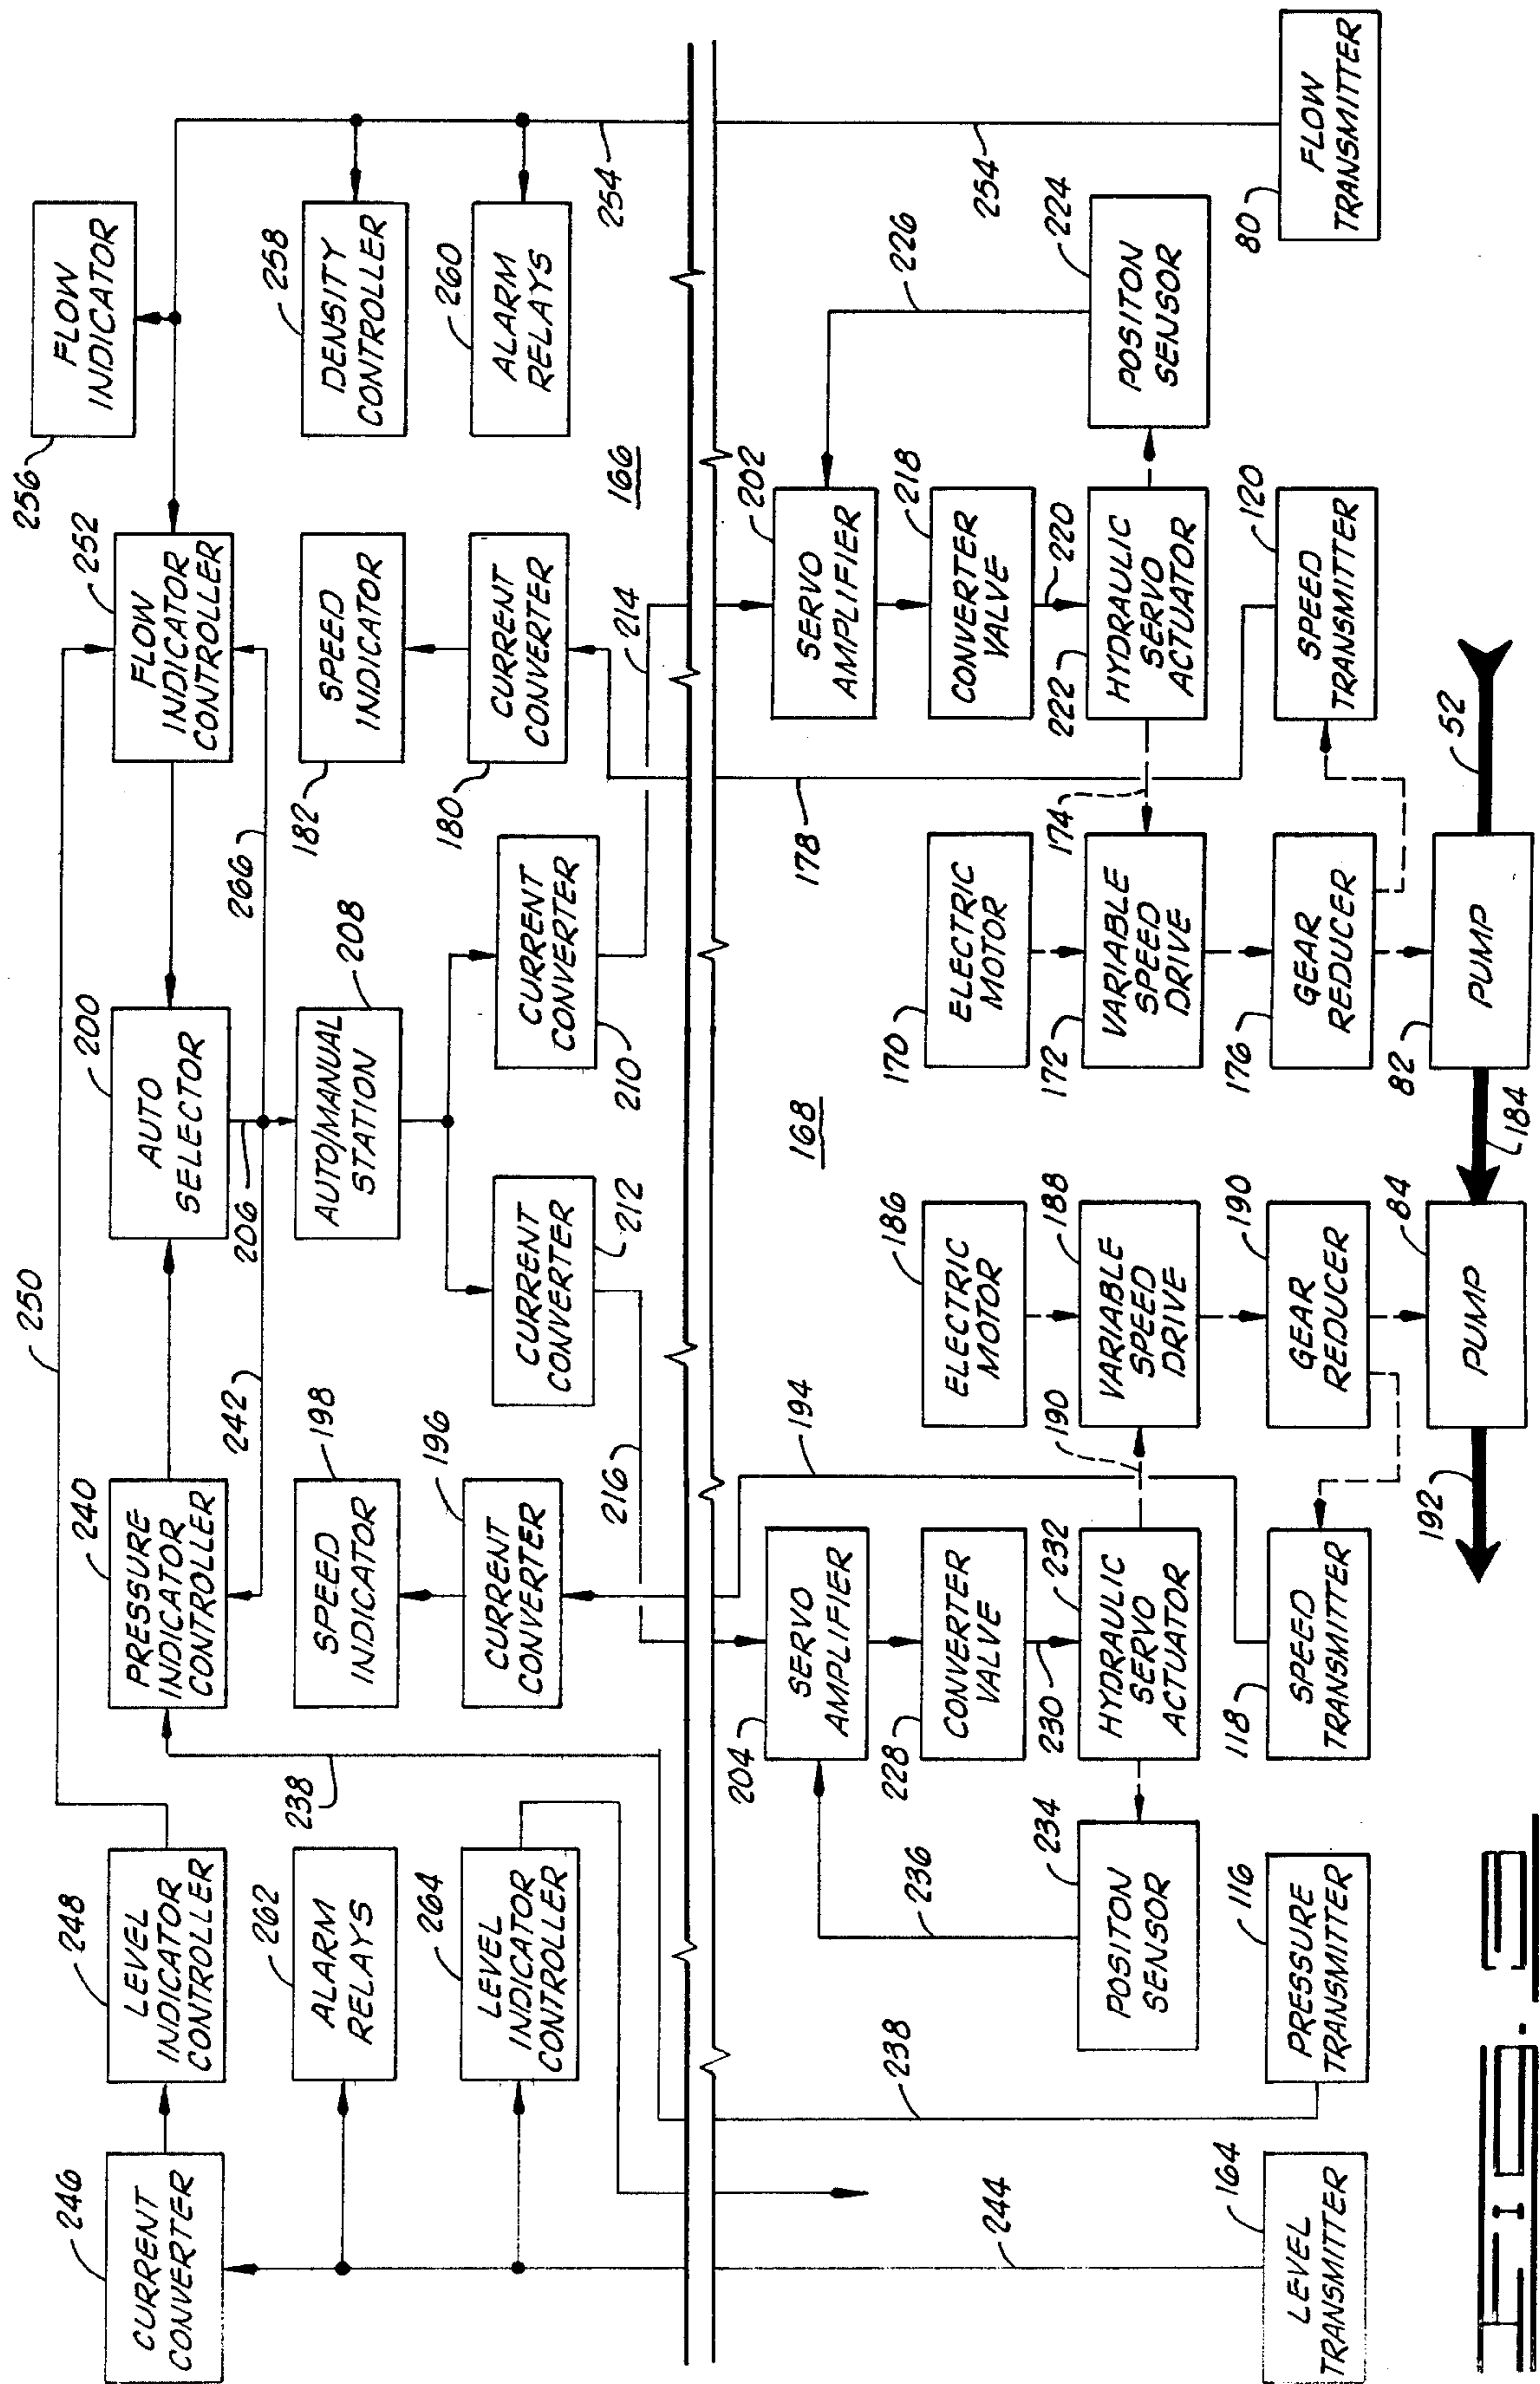 246
CURRENT
CONVERTER
248
LEVEL
INDICATOR
CONTROLLER
250
240
PRESSURE
INDICATOR
CONTROLLER
242
200
AUTO
SELECTOR
206
266
252
FLOW
INDICATOR
CONTROLLER
256
FLOW
INDICATOR
262
ALARM
RELAYS
238
198
SPEED
INDICATOR
208
AUTO/MANUAL
STATION
182
SPEED
INDICATOR
258
DENSITY
CONTROLLER
264
LEVEL
INDICATOR
CONTROLLER
196
CURRENT
CONVERTER
CURRENT
CONVERTER
212
CURRENT
CONVERTER
210
180
CURRENT
CONVERTER
260
ALARM
RELAYS
216
214
166
254
168
204
SERVO
AMPLIFIER
194
202
SERVO
AMPLIFIER
226
236
228
CONVERTER
VALVE
186
ELECTRIC
MOTOR
170
ELECTRIC
MOTOR
178
218
CONVERTER
VALVE
254
238
230
232
190
188
172
174
222
220
224
234
POSITON
SENSOR
HYDRAULIC
SERVO
ACTUATOR
VARIABLE
SPEED
DRIVE
VARIABLE
SPEED
DRIVE
HYDRAULIC
SERVO
ACTUATOR
POSITON
SENSOR
244
164
LEVEL
TRANSMITTER
116
PRESSURE
TRANSMITTER
118
SPEED
TRANSMITTER
190
GEAR
REDUCER
176
GEAR
REDUCER
120
SPEED
TRANSMITTER
80
FLOW
TRANSMITTER
192
84
PUMP
184
82
PUMP
52